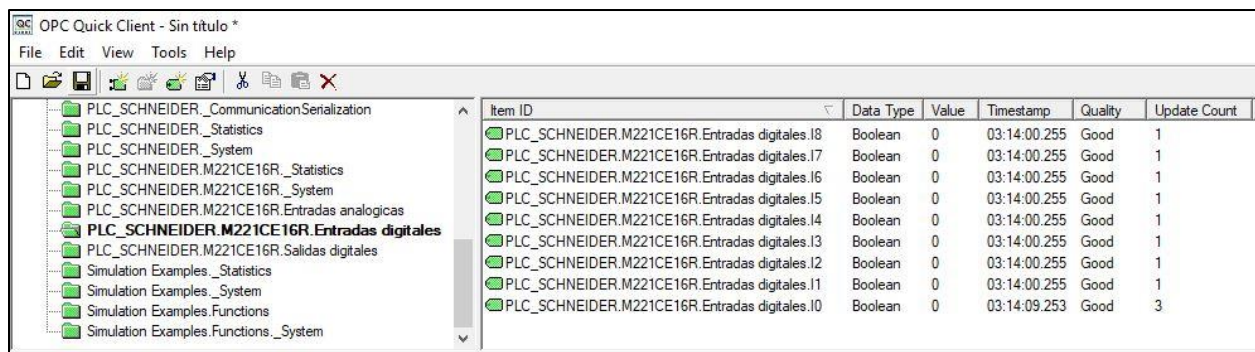 OPC Quick Client - Sin título *
File Edit View Tools Help
PLC_SCHNEIDER._CommunicationSerialization
PLC_SCHNEIDER._Statistics
PLC_SCHNEIDER._System
PLC_SCHNEIDER.M221CE16R._Statistics
PLC_SCHNEIDER.M221CE16R._System
PLC_SCHNEIDER.M221CE16R.Entradas analogicas
PLC_SCHNEIDER.M221CE16R.Entradas digitales
PLC_SCHNEIDER.M221CE16R.Salidas digitales
Simulation Examples._Statistics
Simulation Examples._System
Simulation Examples.Functions
Simulation Examples.Functions._System
Item ID Data Type Value Timestamp Quality Update Count
PLC_SCHNEIDER.M221CE16R.Entradas digitales.I8 Boolean 0 03:14:00.255 Good 1
PLC_SCHNEIDER.M221CE16R.Entradas digitales.I7 Boolean 0 03:14:00.255 Good 1
PLC_SCHNEIDER.M221CE16R.Entradas digitales.I6 Boolean 0 03:14:00.255 Good 1
PLC_SCHNEIDER.M221CE16R.Entradas digitales.I5 Boolean 0 03:14:00.255 Good 1
PLC_SCHNEIDER.M221CE16R.Entradas digitales.I4 Boolean 0 03:14:00.255 Good 1
PLC_SCHNEIDER.M221CE16R.Entradas digitales.I3 Boolean 0 03:14:00.255 Good 1
PLC_SCHNEIDER.M221CE16R.Entradas digitales.I2 Boolean 0 03:14:00.255 Good 1
PLC_SCHNEIDER.M221CE16R.Entradas digitales.I1 Boolean 0 03:14:00.255 Good 1
PLC_SCHNEIDER.M221CE16R.Entradas digitales.I0 Boolean 0 03:14:09.253 Good 3